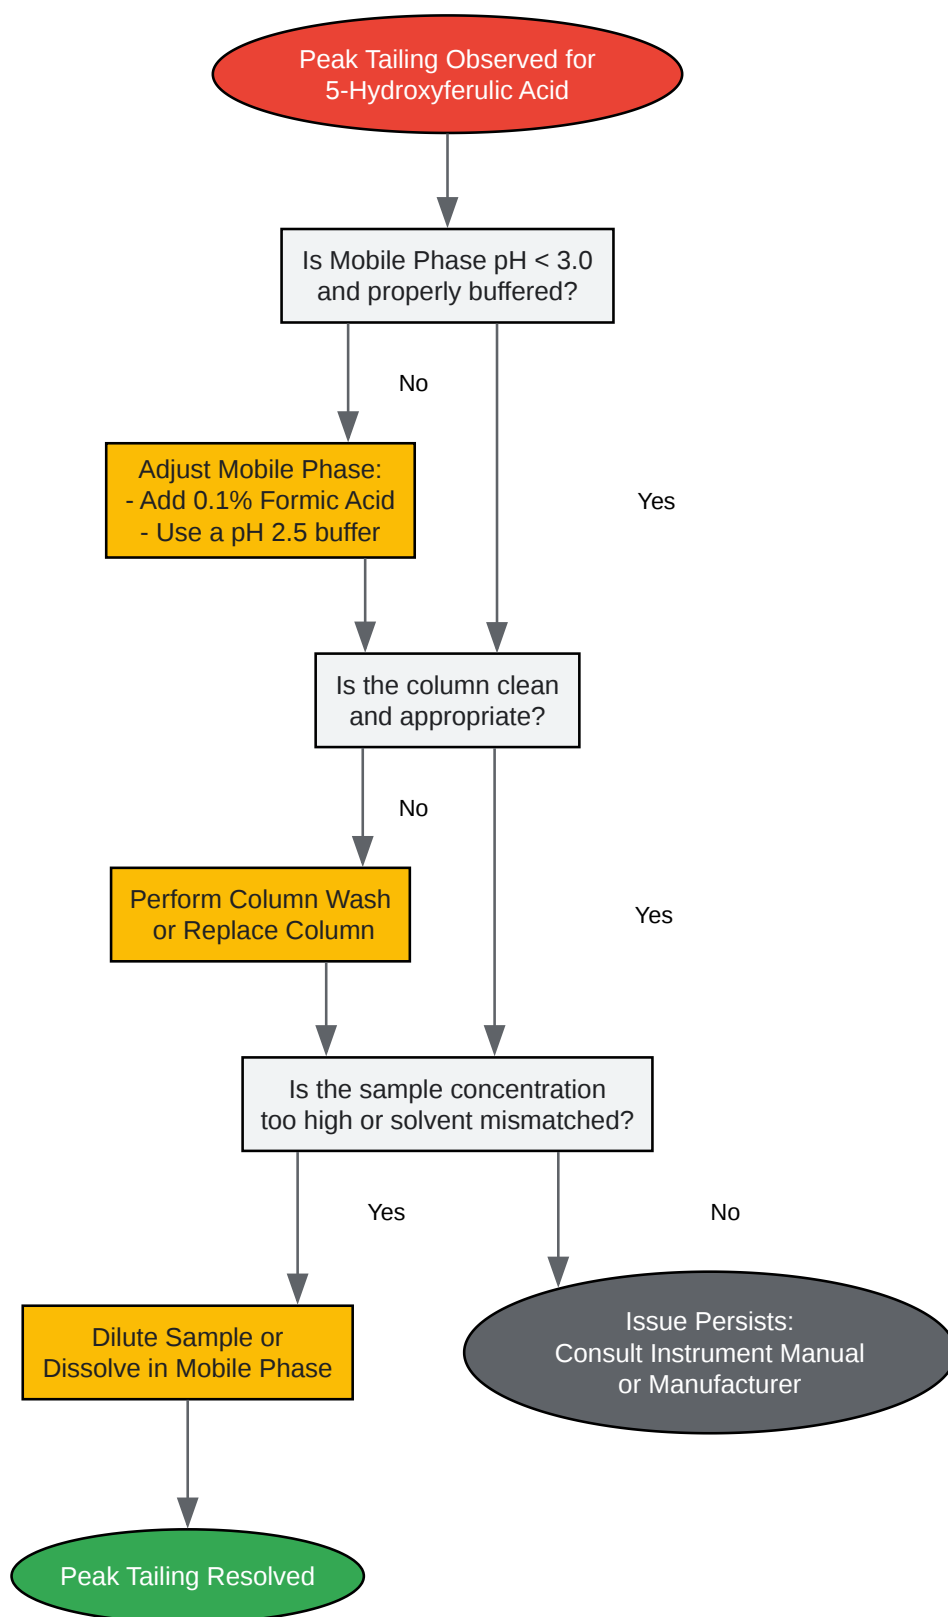 Peak Tailing Observed for
5-Hydroxyferulic Acid
Is Mobile Phase pH < 3.0
and properly buffered?
No
Adjust Mobile Phase:
- Add 0.1% Formic Acid
- Use a pH 2.5 buffer
Yes
Is the column clean
and appropriate?
No
Perform Column Wash
or Replace Column
Yes
Is the sample concentration
too high or solvent mismatched?
Yes
No
Dilute Sample or
Dissolve in Mobile Phase
Issue Persists:
Consult Instrument Manual
or Manufacturer
Peak Tailing Resolved